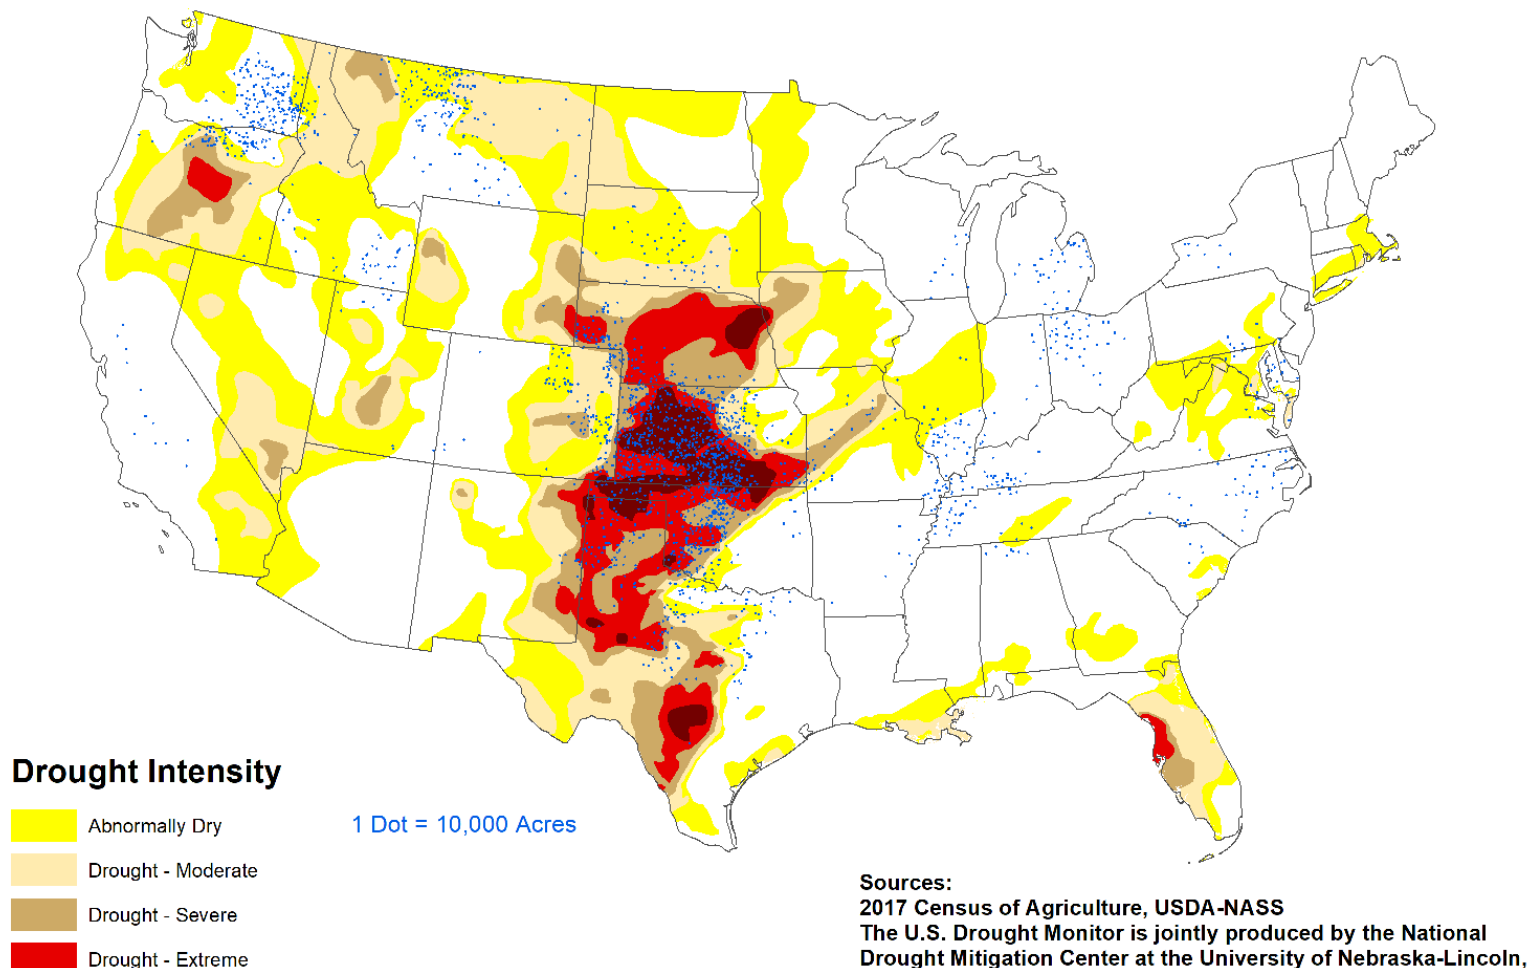 Drought Intensity
Abnormally Dry
Drought - Moderate
Drought - Severe
Drought - Extreme
1 Dot = 10,000 Acres
Sources:
2017 Census of Agriculture, USDA-NASS
The U.S. Drought Monitor is jointly produced by the National
Drought Mitigation Center at the University of Nebraska-Lincoln,